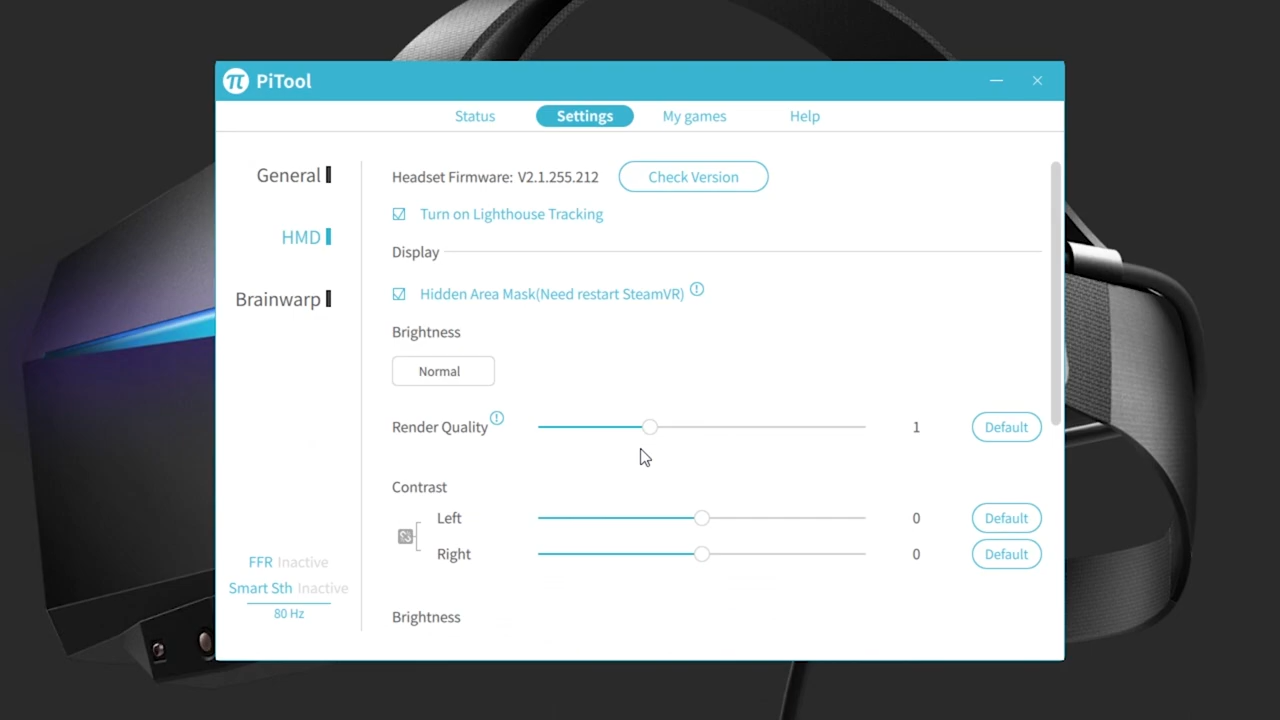 PiTool
Status Settings My games Help
General
HMD
Brainwarp
FFR Inactive
Smart Sth Inactive
80 Hz
Headset Firmware: V2.1.255.212 Check Version
Turn on Lighthouse Tracking
Display
Hidden Area Mask(Need restart SteamVR)
Brightness
Normal
Render Quality 1 Default
Contrast
Left 0 Default
Right 0 Default
Brightness